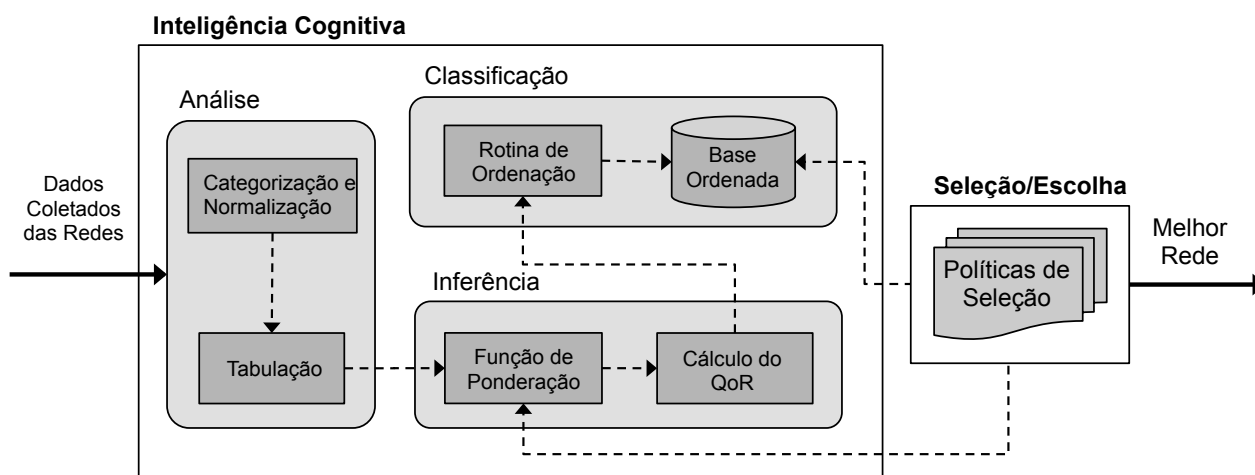 Inteligência Cognitiva
Classificação
Análise
Rotina de
Ordenação
Base
Ordenada
Categorização e
Normalização
Dados
Coletados
das Redes
Seleção/Escolha
Melhor
Rede
Políticas de
Seleção
Inferência
Tabulação
Função de
Ponderação
Cálculo do
QoR